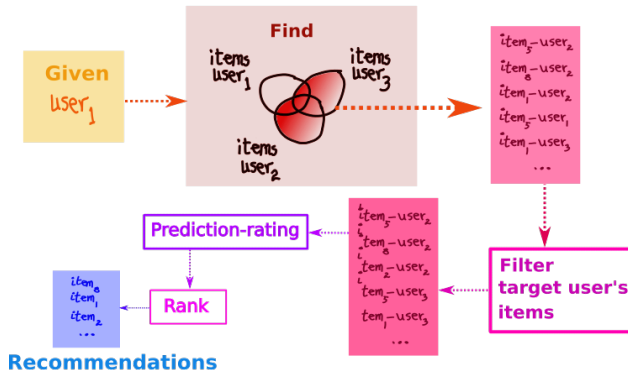 Given
user₁
Find
items
user₁
items
user₃
items
user₂
item₅-user₂
item₈-user₂
item₁-user₂
item₅-user₁
item₁-user₃
...
Filter
target user's
items
item₅-user₂
item₈-user₂
item₂-user₂
item₅-user₃
item₁-user₃
...
Prediction-rating
Rank
item₈
item₁
item₂
...
Recommendations